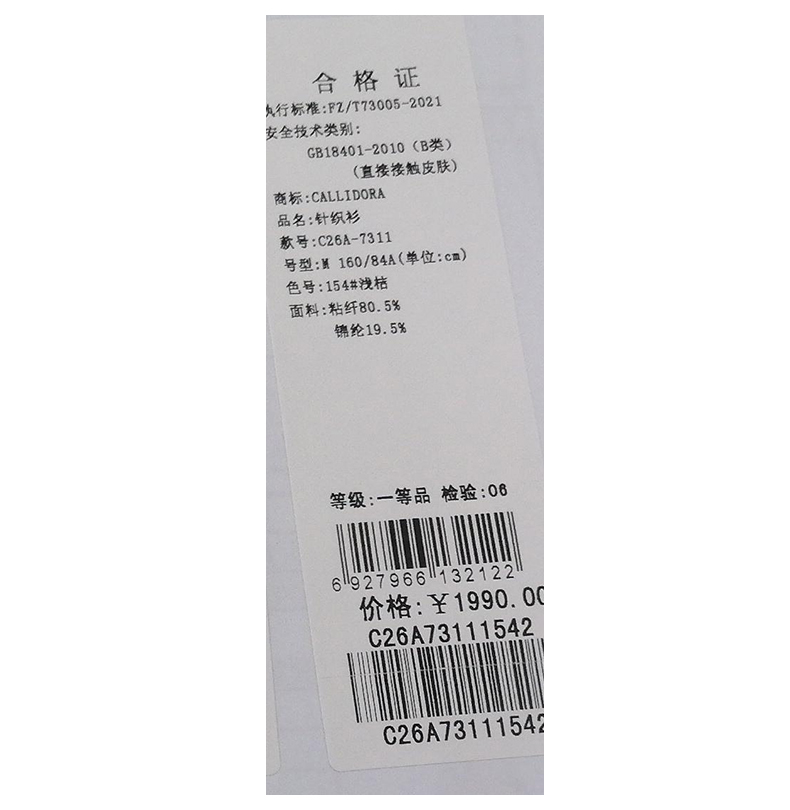 合格证
执行标准:FZ/T73005-2021
安全技术类别:
GB18401-2010（B类）
(直接接触皮肤)
商标:CALLIDORA
品名:针织衫
款号:C26A-7311
号型:M 160/84A(单位:cm)
色号:154#浅桔
面料:粘纤80.5%
锦纶19.5%
等级:一等品 检验:06
6 927966 132122
价格:￥1990.00
C26A73111542
C26A73111542